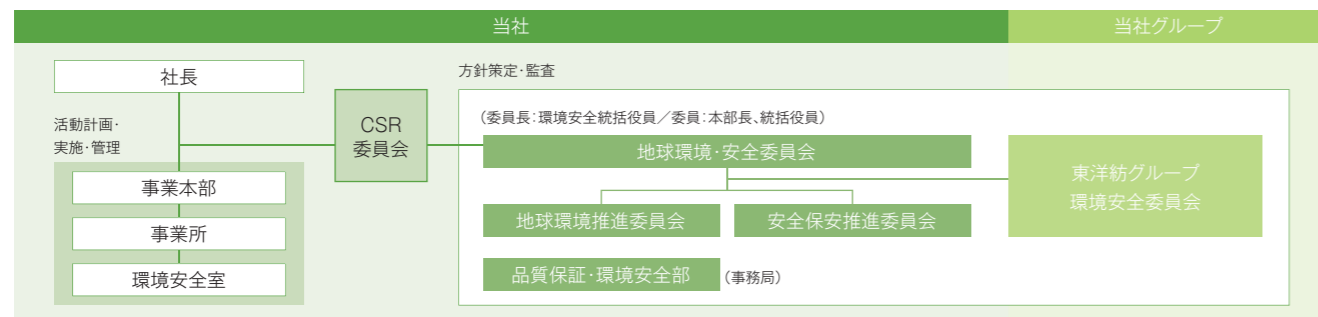 当社
当社グループ
社長
方針策定・監査
活動計画・
実施・管理
CSR
委員会
(委員長:環境安全統括役員/委員:本部長、統括役員)
地球環境・安全委員会
東洋紡グループ
環境安全委員会
事業本部
事業所
環境安全室
地球環境推進委員会
安全保安推進委員会
品質保証・環境安全部
(事務局)